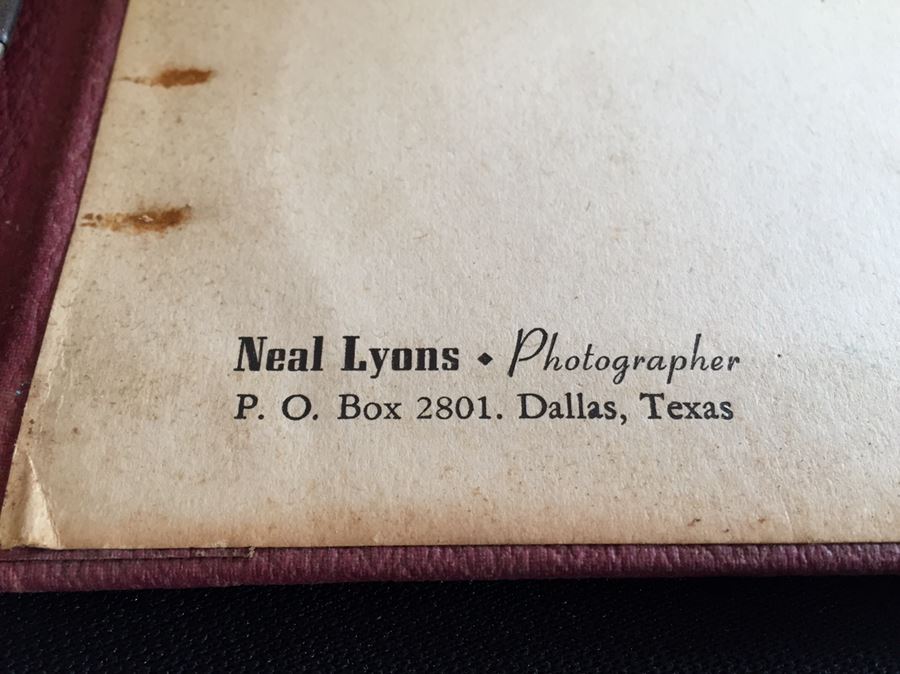 Neal Lyons ◆ Photographer
P. O. Box 2801. Dallas, Texas